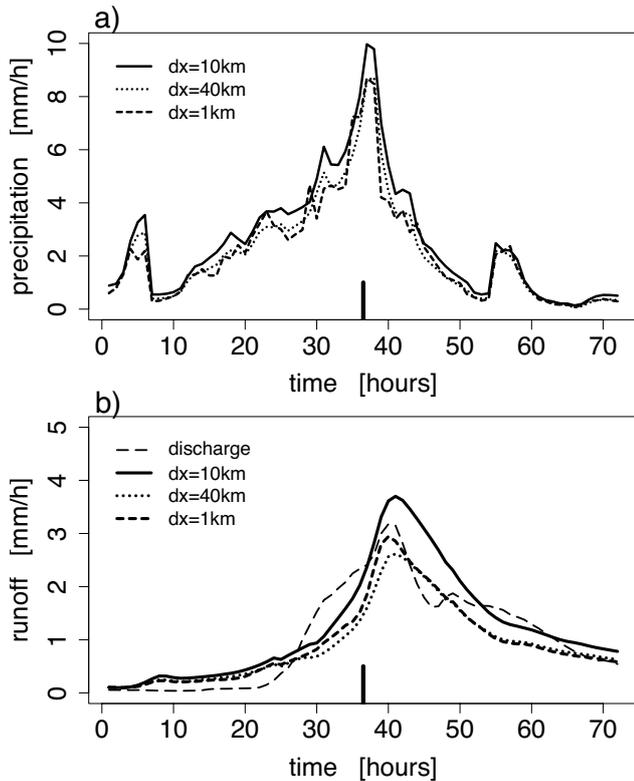 a)
precipitation [mm/h]
10
8
6
4
2
0
dx=10km
dx=40km
dx=1km
0 10 20 30 40 50 60 70
time [hours]
b)
runoff [mm/h]
5
4
3
2
1
0
discharge
dx=10km
dx=40km
dx=1km
0 10 20 30 40 50 60 70
time [hours]